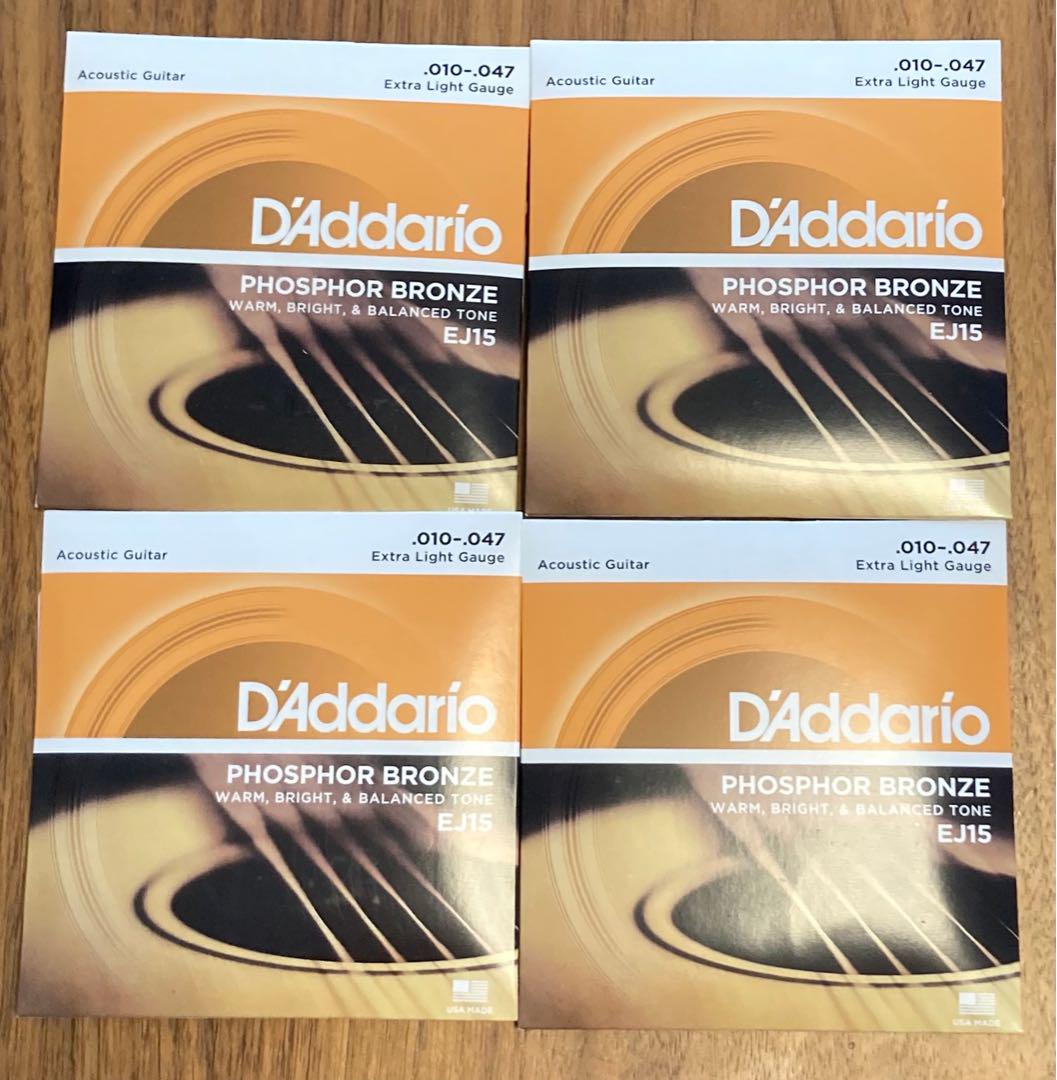 Acoustic Guitar
.010-.047
Extra Light Gauge
D'Addario
PHOSPHOR BRONZE
WARM, BRIGHT, & BALANCED TONE
EJ15
USA MADE
Acoustic Guitar
.010-.047
Extra Light Gauge
D'Addario
PHOSPHOR BRONZE
WARM, BRIGHT, & BALANCED TONE
EJ15
Acoustic Guitar
.010-.047
Extra Light Gauge
D'Addario
PHOSPHOR BRONZE
WARM, BRIGHT, & BALANCED TONE
EJ15
USA MADE
Acoustic Guitar
.010-.047
Extra Light Gauge
D'Addario
PHOSPHOR BRONZE
WARM, BRIGHT, & BALANCED TONE
EJ15
USA MADE